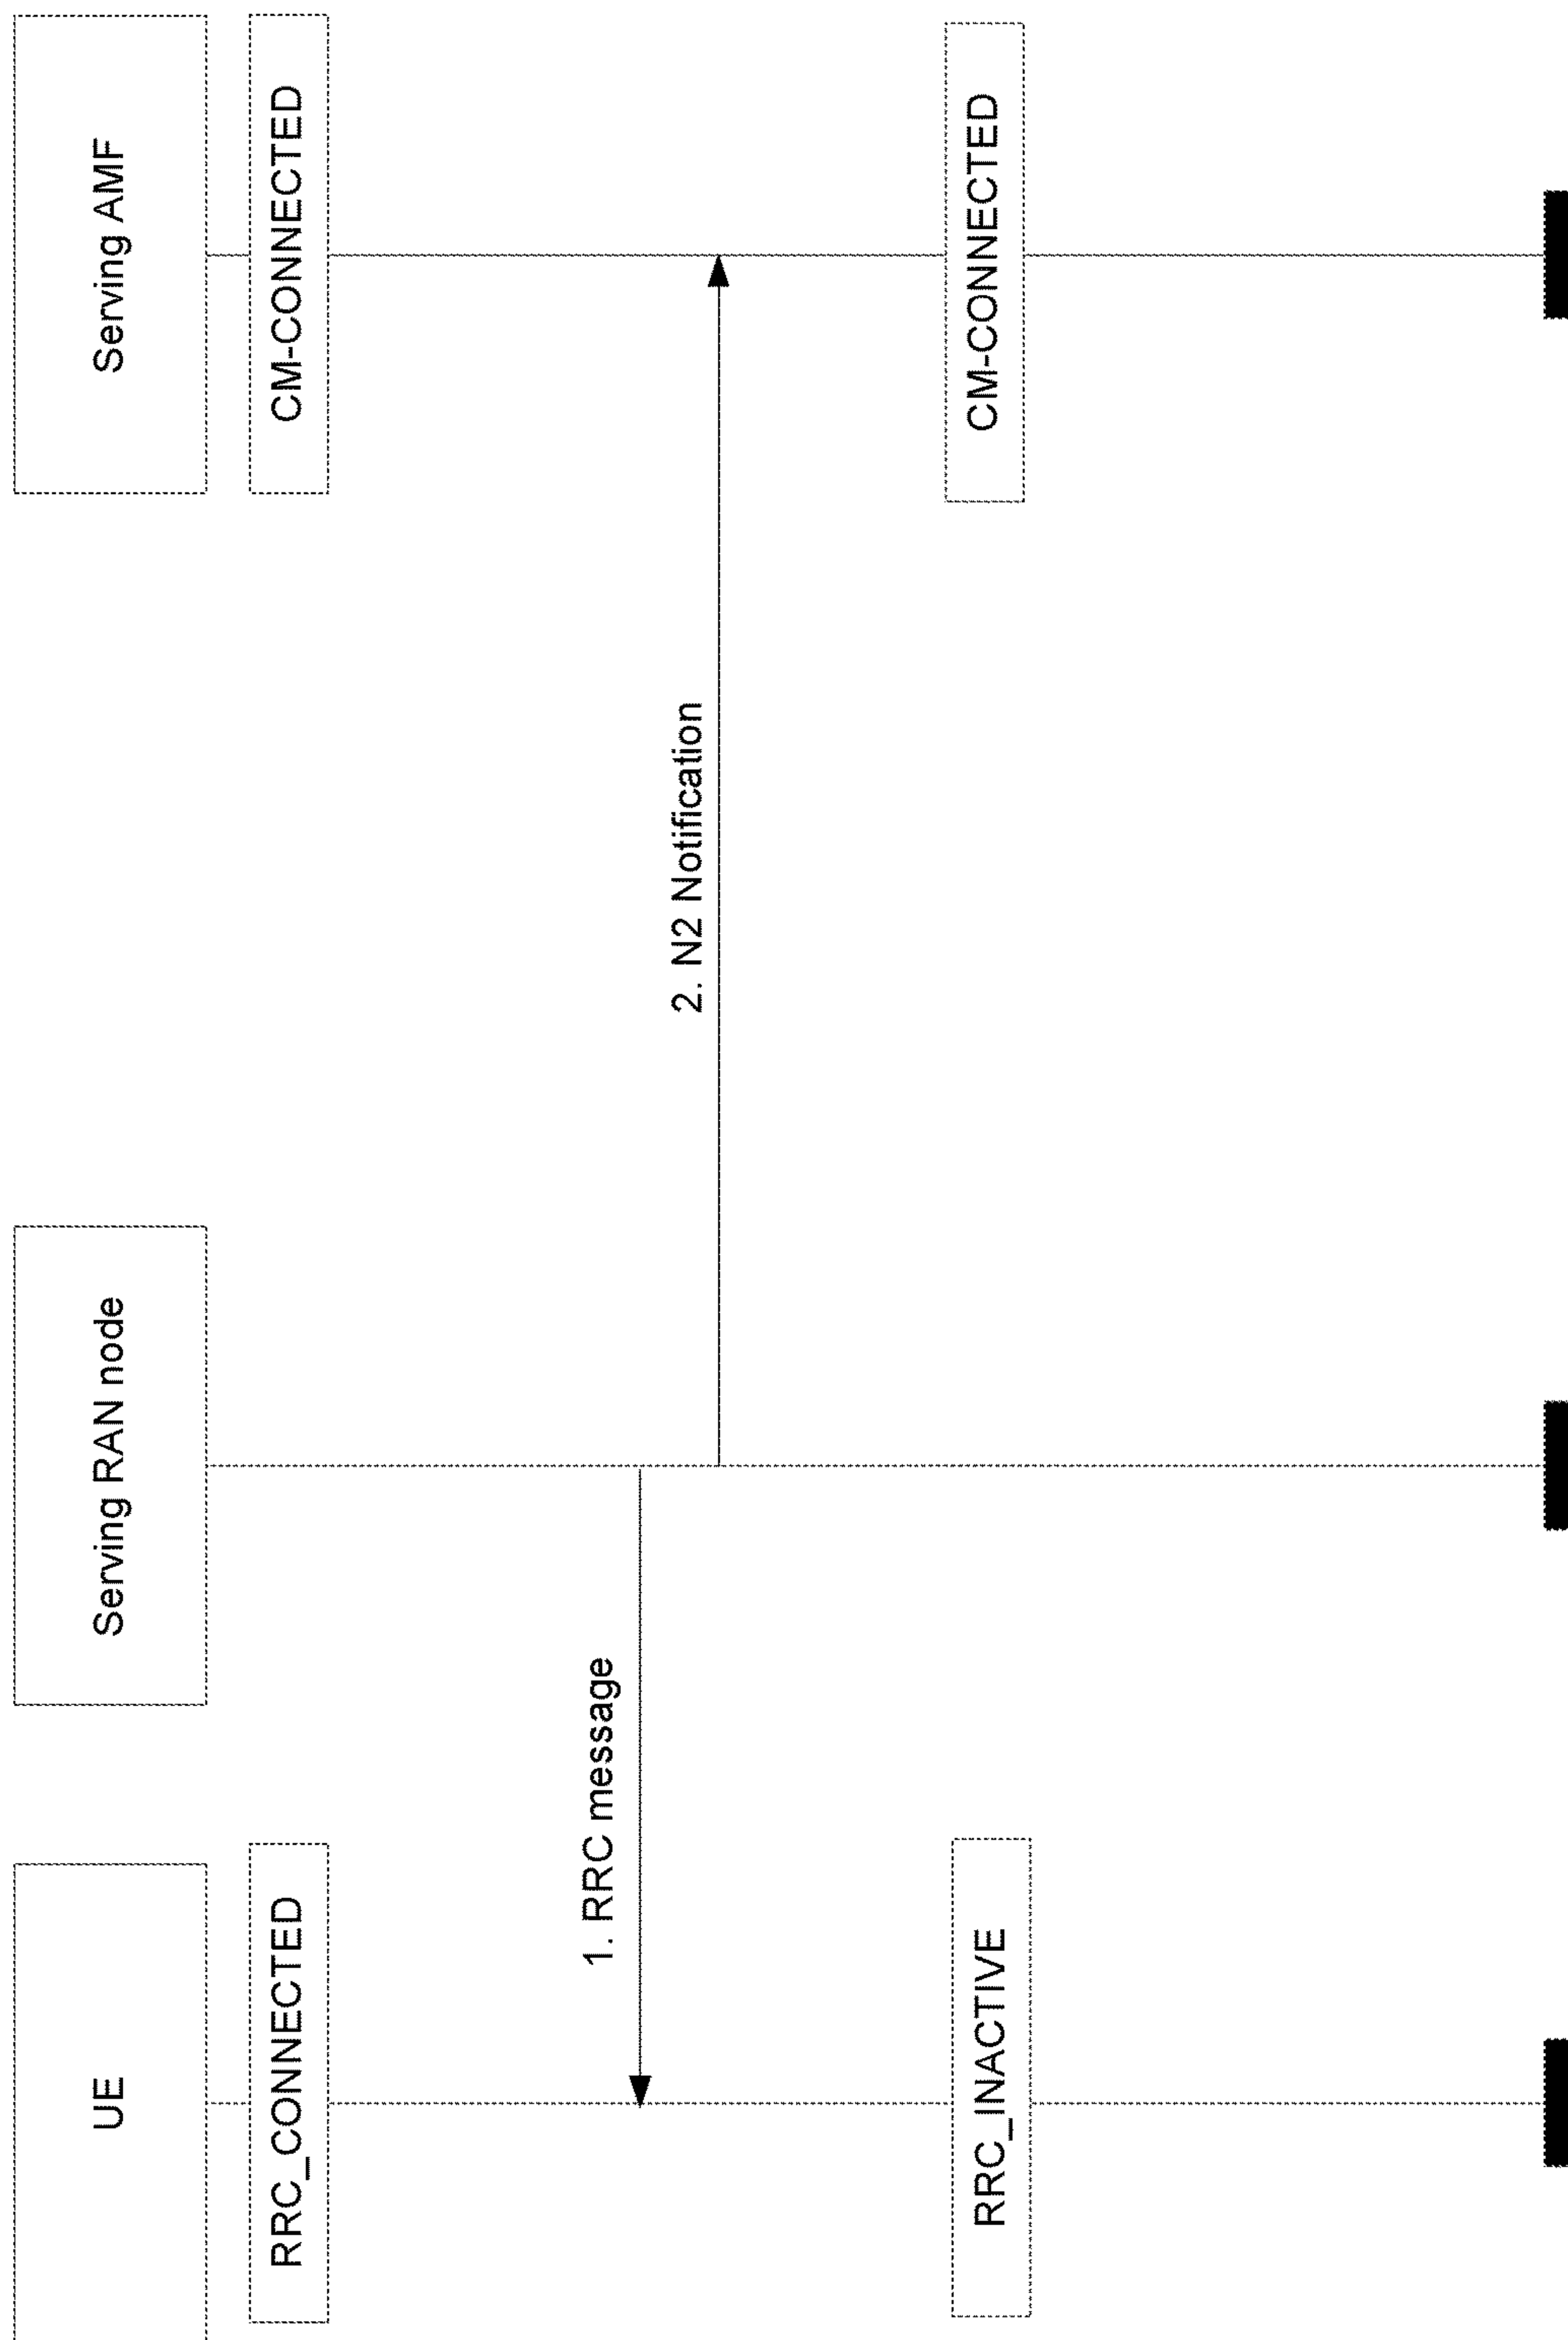 UE
Serving RAN node
Serving AMF
RRC_CONNECTED
CM-CONNECTED
1. RRC message
2. N2 Notification
RRC_INACTIVE
CM-CONNECTED